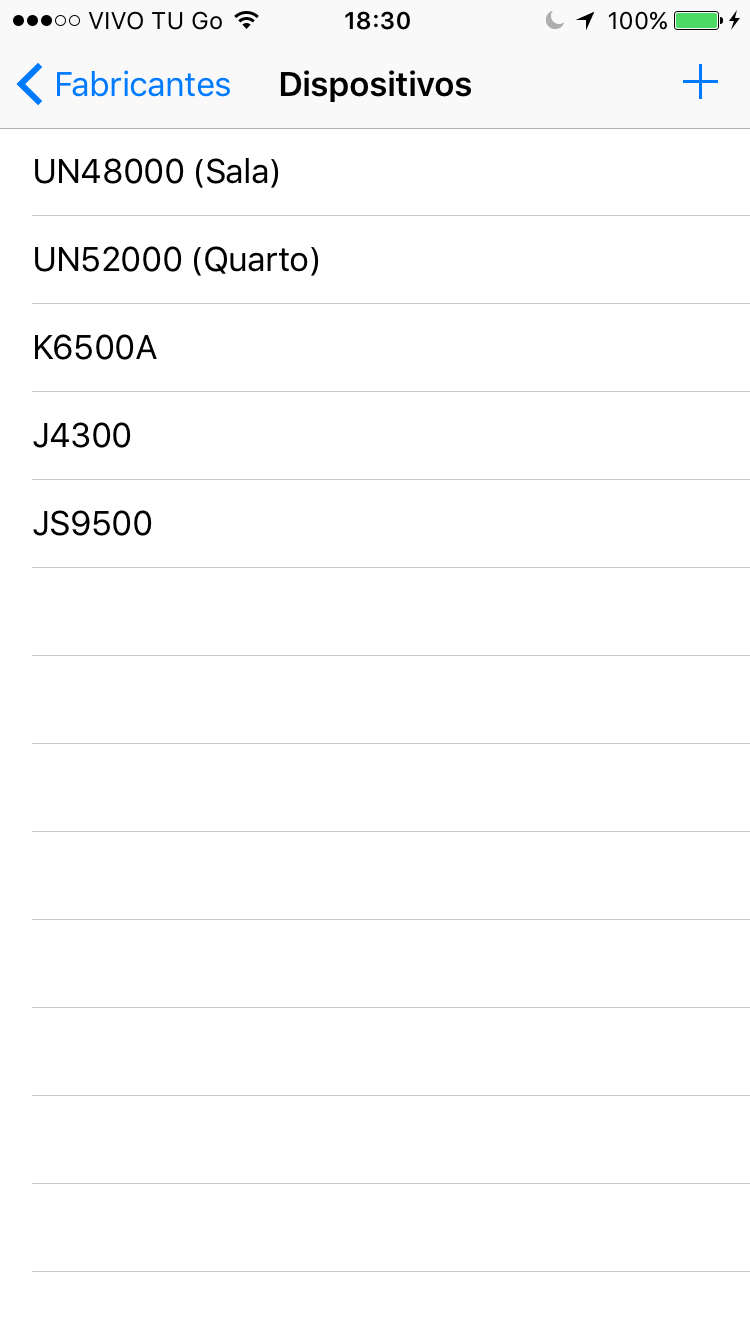 VIVO TU Go 18:30 100%
Fabricantes Dispositivos
UN48000 (Sala)
UN52000 (Quarto)
K6500A
J4300
JS9500